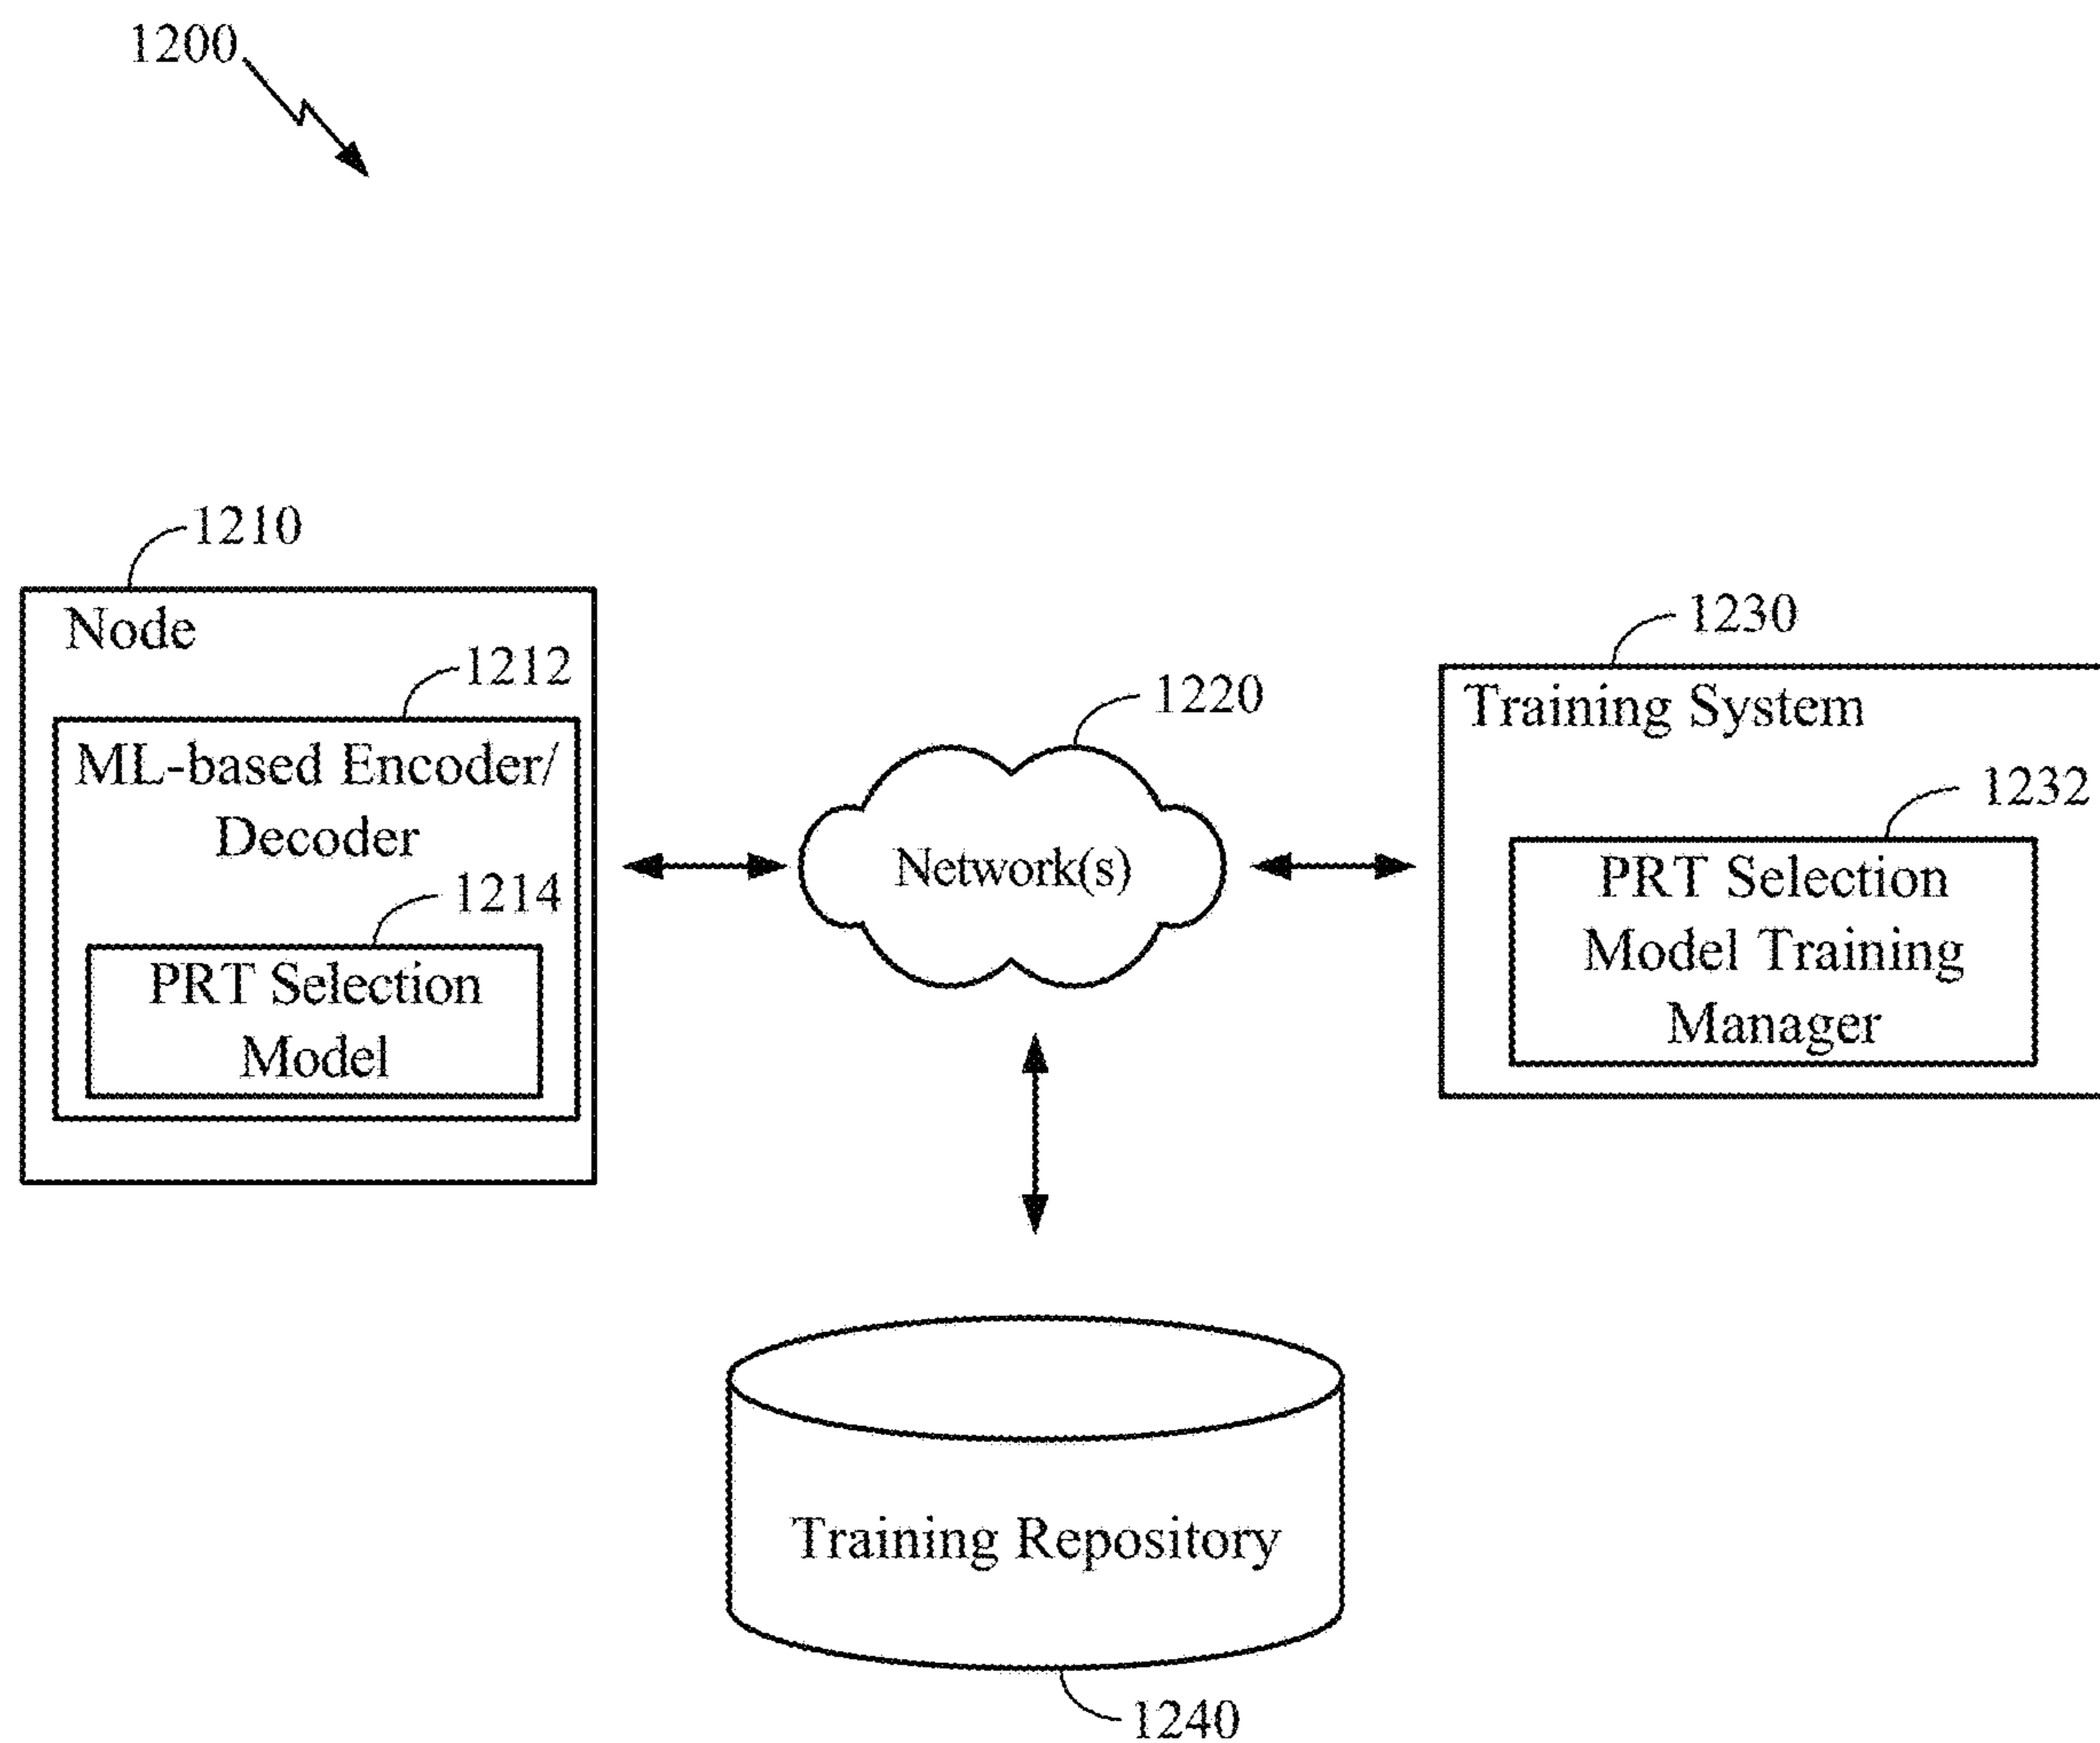 1200
1210
Node
1212
ML-based Encoder/
Decoder
1214
PRT Selection
Model
1220
Network(s)
1230
Training System
1232
PRT Selection
Model Training
Manager
Training Repository
1240